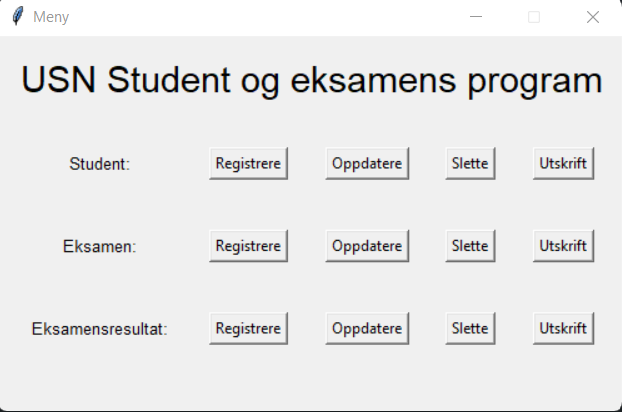 Meny
USN Student og eksamens program
Student: Registrere Oppdatere Slette Utskrift
Eksamen: Registrere Oppdatere Slette Utskrift
Eksamensresultat: Registrere Oppdatere Slette Utskrift